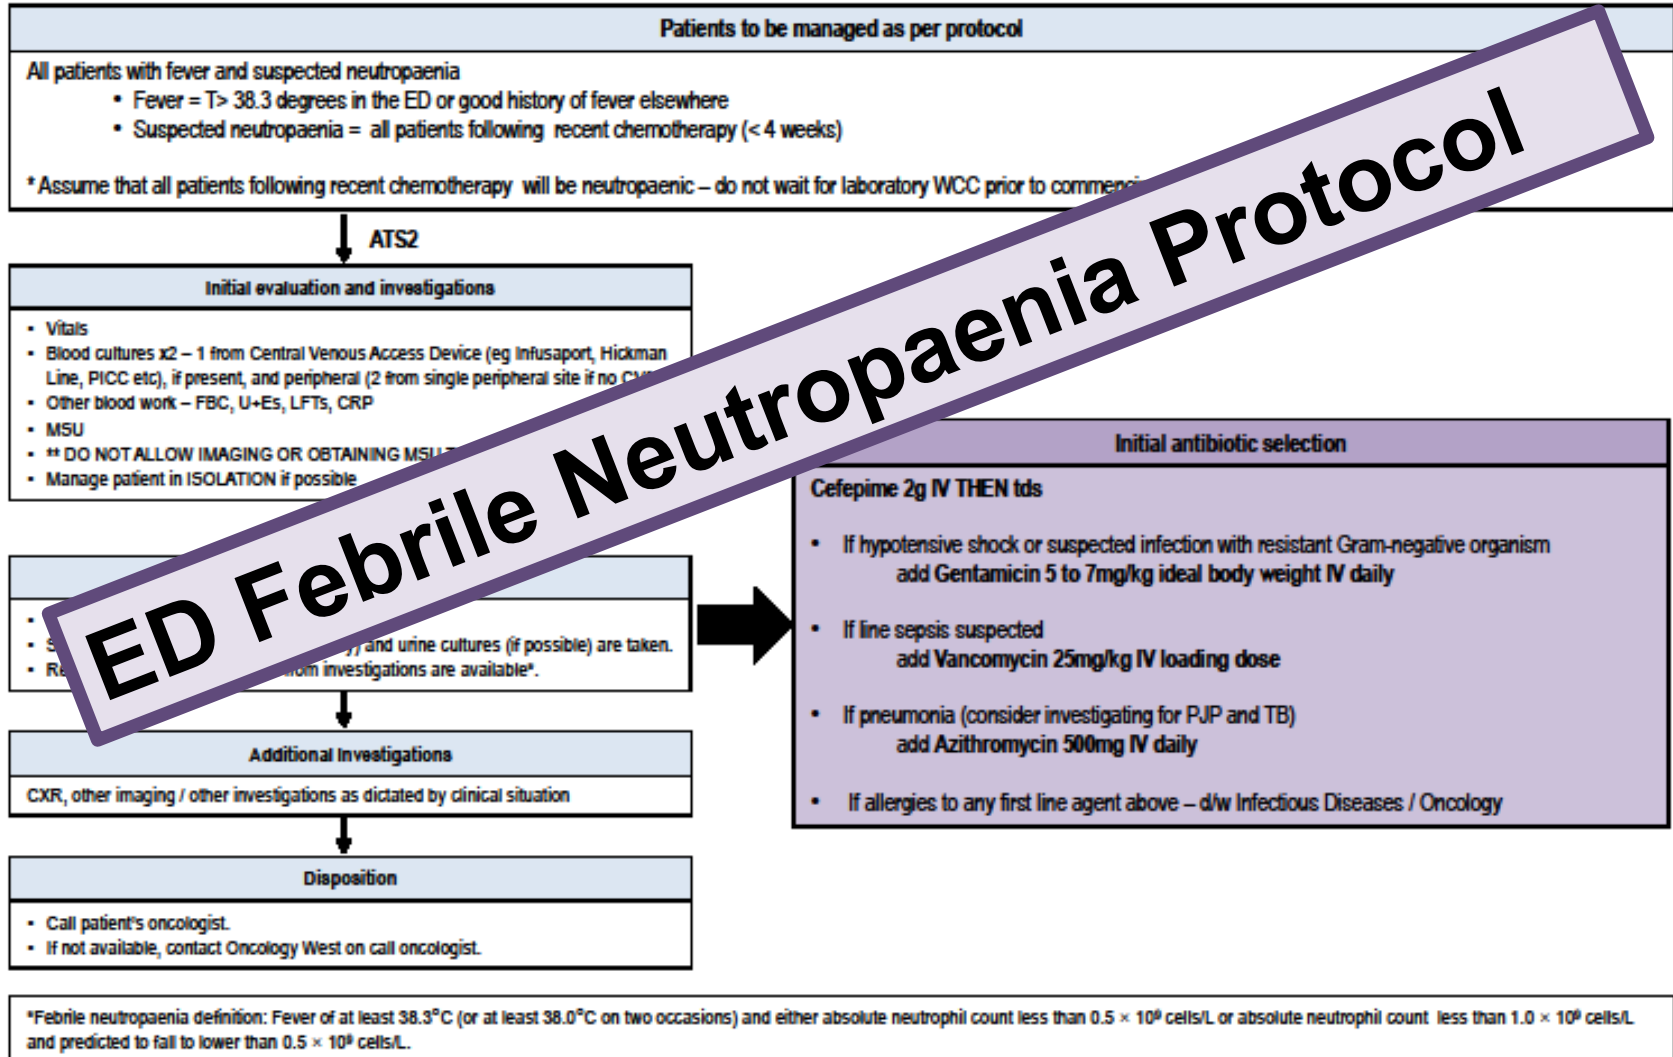 Patients to be managed as per protocol
All patients with fever and suspected neutropaenia
• Fever = T> 38.3 degrees in the ED or good history of fever elsewhere
• Suspected neutropaenia = all patients following recent chemotherapy (< 4 weeks)
* Assume that all patients following recent chemotherapy will be neutropaenic – do not wait for laboratory WCC prior to
ATS2
Initial evaluation and investigations
• Vitals
• Blood cultures x2 – 1 from Central Venous Access Device (eg Infusaport, Hickman
Line, PICC etc), if present, and peripheral (2 from single peripheral site if no
• Other blood work – FBC, U+Es, LFTs, CRP
• MSU
• ** DO NOT ALLOW IMAGING OR OBTAINING MSU
• Manage patient in ISOLATION if possible
ED Febrile Neutropaenia Protocol
and urine cultures (if possible) are taken.
from investigations are available*.
Additional Investigations
CXR, other imaging / other investigations as dictated by clinical situation
Disposition
• Call patient's oncologist.
• If not available, contact Oncology West on call oncologist.
Initial antibiotic selection
Cefepime 2g IV THEN tds
• If hypotensive shock or suspected infection with resistant Gram-negative organism
add Gentamicin 5 to 7mg/kg ideal body weight IV daily
• If line sepsis suspected
add Vancomycin 25mg/kg IV loading dose
• If pneumonia (consider investigating for PJP and TB)
add Azithromycin 500mg IV daily
• If allergies to any first line agent above – d/w Infectious Diseases / Oncology
*Febrile neutropaenia definition: Fever of at least 38.3°C (or at least 38.0°C on two occasions) and either absolute neutrophil count less than 0.5 × 10⁹ cells/L or absolute neutrophil count less than 1.0 × 10⁹ cells/L
and predicted to fall to lower than 0.5 × 10⁹ cells/L.